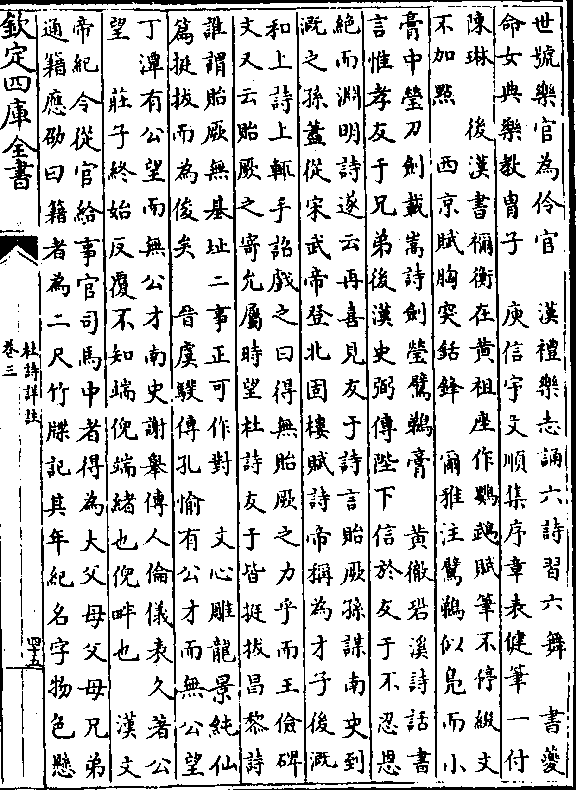 世號樂官為伶官　漢禮樂志誦六詩習六舞　書夔
命女典樂教胄子　庾信宇文順集序章表健筆一付
陳琳　後漢書禰衡在黃祖座作鸚鵡賦筆不停綴文
不加㸃　西京賦胸突銛鋒　爾雅注鷿鵜似鳧而小
膏中瑩刀劍戴嵩詩劍瑩鷿鵜膏　黃徹䂬溪詩話書
言惟孝友于兄弟後漢史弼傳陛下信於友于不忍恩
絕而淵明詩遂云再喜見友于詩言貽厥孫謀南史到
溉之孫蓋從宋武帝登北固樓賦詩帝稱為才子後溉
和上詩上輒手詔戲之曰得無貽厥之力乎而王儉碑
文又云貽厥之寄允屬時望杜詩友于皆挺拔昌黎詩
誰謂貽厥無基址二事正可作對　文心雕龍景純仙
篇挺拔而為俊矣　晉虞騣傳孔愉有公才而無公望
丁潭有公望而無公才南史謝舉傳人倫儀表久著公
望　莊子終始反覆不知端倪端緒也倪畔也　漢文
帝紀令從官給事官司馬中者得為大父母父母兄弟
通籍應劭曰籍者為二尺竹牒記其年紀名字物色懸
欽定四庫全書
杜詩詳註
卷三
四十五